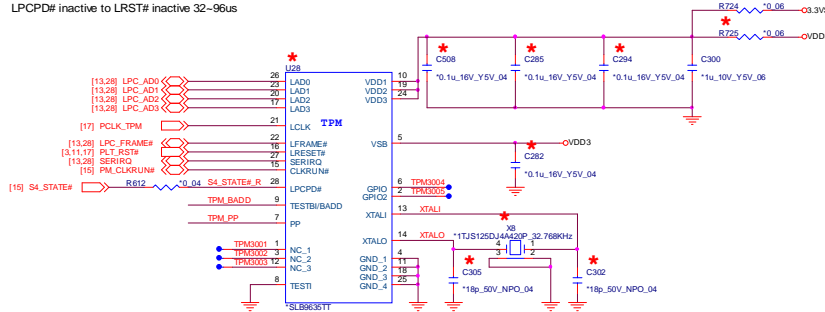 LPCPD# inactive to LRST# inactive 32~96us
R724 *0_06 3.3VS
R725 *0_06 VDD
*
*
U28
* C508 *0.1u_16V_Y5V_04
* C285 *0.1u_16V_Y5V_04
* C294 *0.1u_16V_Y5V_04
C300 *1u_10V_Y5V_06
TPM
[13,28] LPC_AD0 26 LAD0
[13,28] LPC_AD1 23 LAD1
[13,28] LPC_AD2 20 LAD2
[13,28] LPC_AD3 17 LAD3
[17] PCLK_TPM 21 LCLK
[13,28] LPC_FRAME# 22 LFRAME#
[3,11,17] PLT_RST# 16 LRESET#
[13,28] SERIRQ 27 SERIRQ
[15] PM_CLKRUN# 15 CLKRUN#
[15] S4_STATE# R612 *0_04 S4_STATE#_R 28 LPCPD#
TPM_BADD 9 TESTBI/BADD
TPM_PP 7 PP
TPM3001 1 NC_1
TPM3002 3 NC_2
TPM3003 12 NC_3
8 TESTI
*SLB9635TT
VDD1 10
VDD2 19
VDD3 24
VSB 5 VDD3
* C282 *0.1u_16V_Y5V_04
GPIO 6 TPM3004
GPIO2 2 TPM3005
XTALI 13 XTALI
XTALO 14 XTALO
* X8
*1TJS125DJ4A420P_32.768KHz
4 1
3 2
GND_1 4
GND_2 11
GND_3 18
GND_4 25
* C305 *18p_50V_NPO_04
* C302 *18p_50V_NPO_04